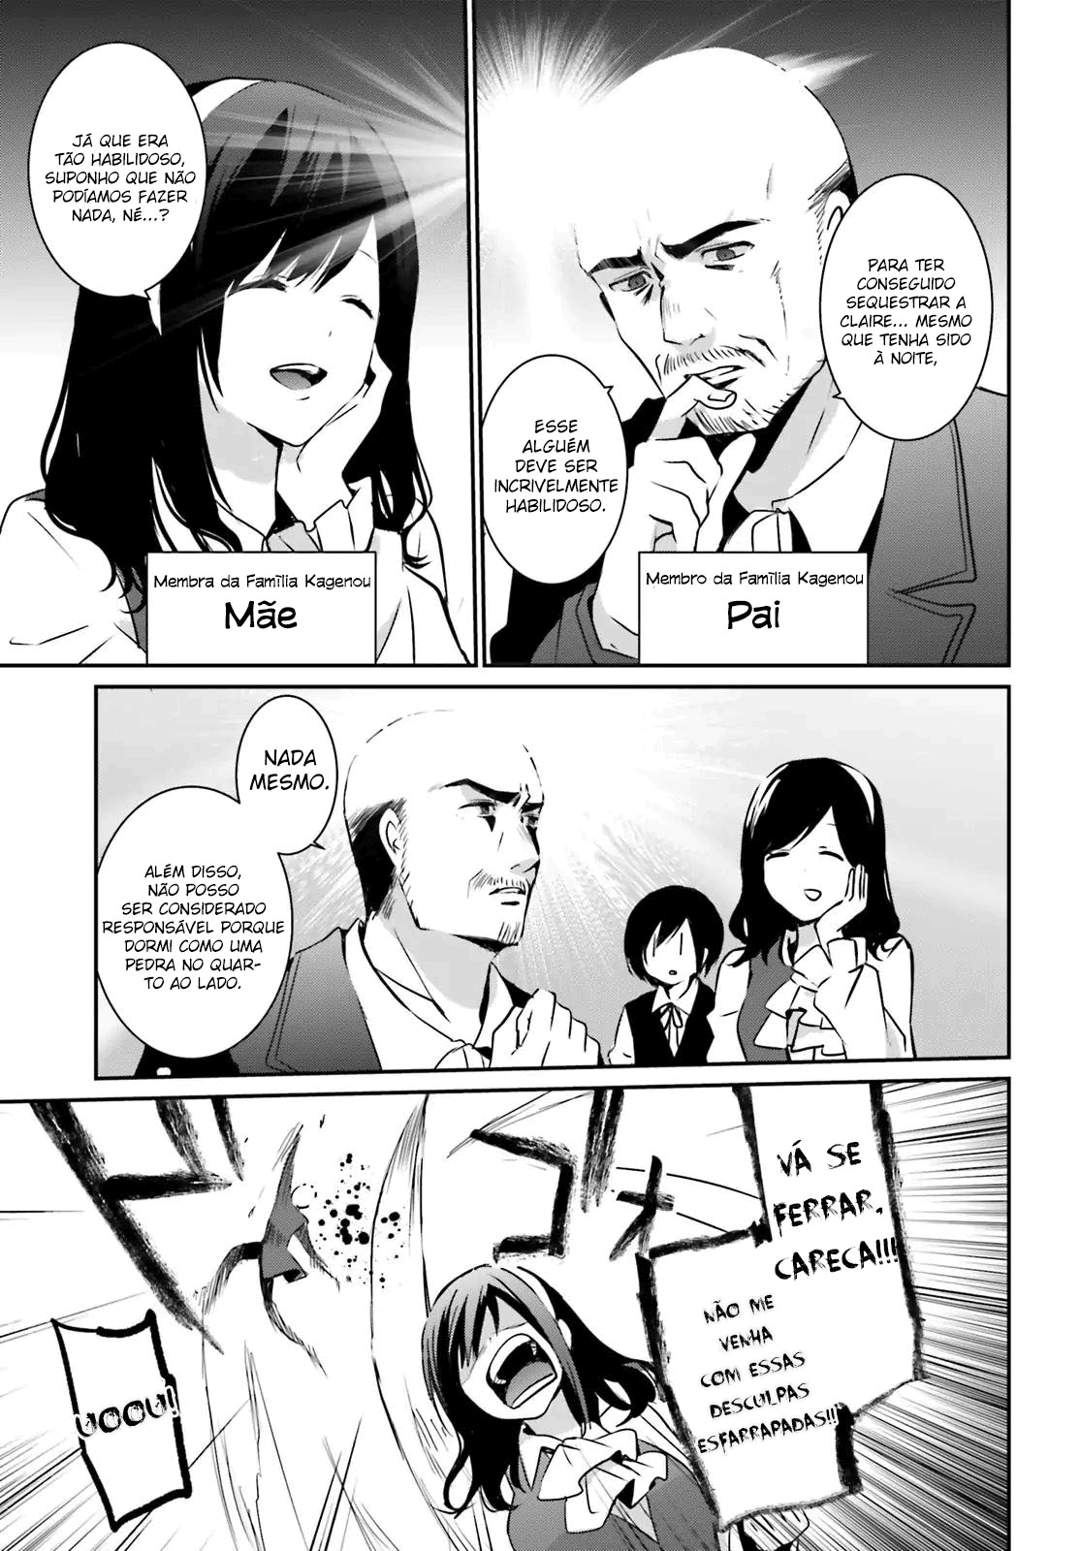 PARA TER
CONSEGUIDO
SEQUESTRAR A
CLAIRE... MESMO
QUE TENHA SIDO
À NOITE,
ESSE
ALGUÉM
DEVE SER
INCRIVELMENTE
HABILIDOSO.
Membro da Família Kagenou
Pai
JÁ QUE ERA
TÃO HABILIDOSO,
SUPONHO QUE NÃO
PODÍAMOS FAZER
NADA, NÉ...?
Membra da Família Kagenou
Mãe
NADA
MESMO.
ALÉM DISSO,
NÃO POSSO
SER CONSIDERADO
RESPONSÁVEL PORQUE
DORMI COMO UMA
PEDRA NO QUAR-
TO AO LADO.
VÁ SE
FERRAR,
CARECA!!!
NÃO ME
VENHA
COM ESSAS
DESCULPAS
ESFARRAPADAS!!!
UOOU!